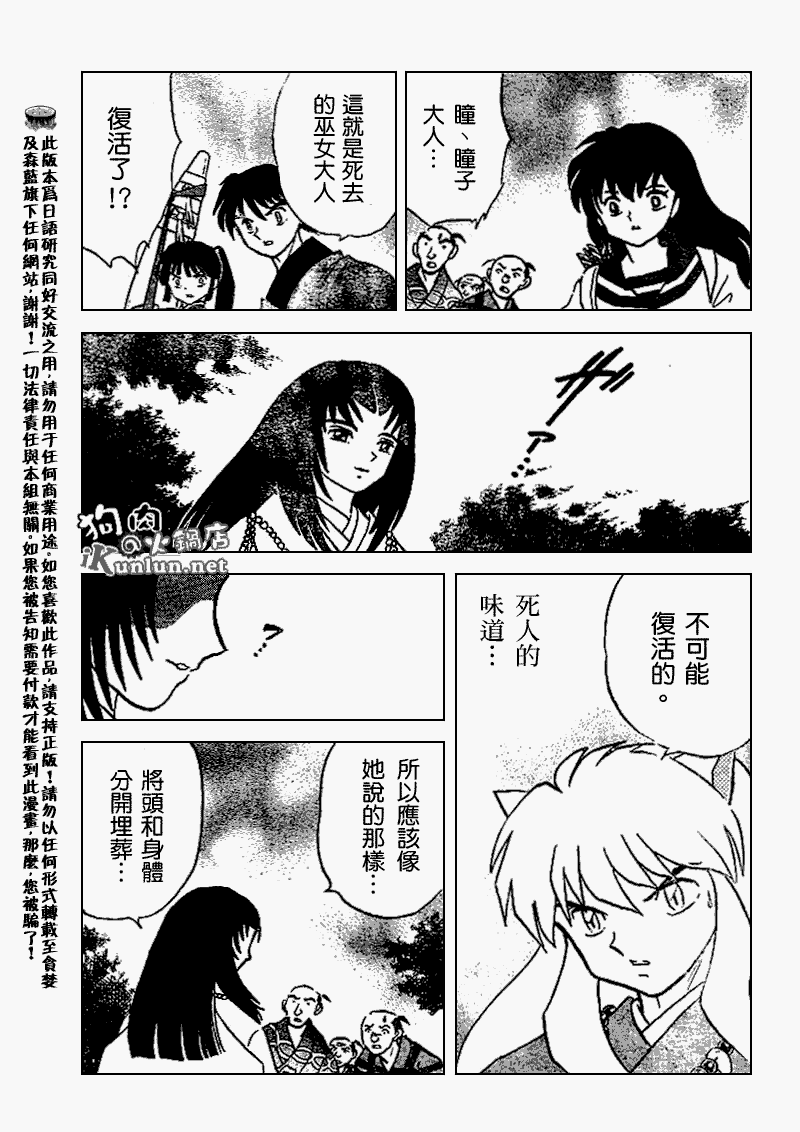 瞳、瞳子
大人…
這就是死去
的巫女大人
復活了!?
ザア…
不可能
復活的。
死人的
味道…
?
所以應該像
她說的那樣…
將頭和身體
分開埋葬…
此版本爲日語研究同好交流之用,請勿用于任何商業用途。如您喜歡此作品,請支持正版!請勿以任何形式轉載至貪婪
及森藍旗下任何網站,謝謝!一切法律責任與本組無關。如果您被告知需要付款才能看到此漫畫,那麼,您被騙了!
狗肉の火鍋店
iKunlun.net